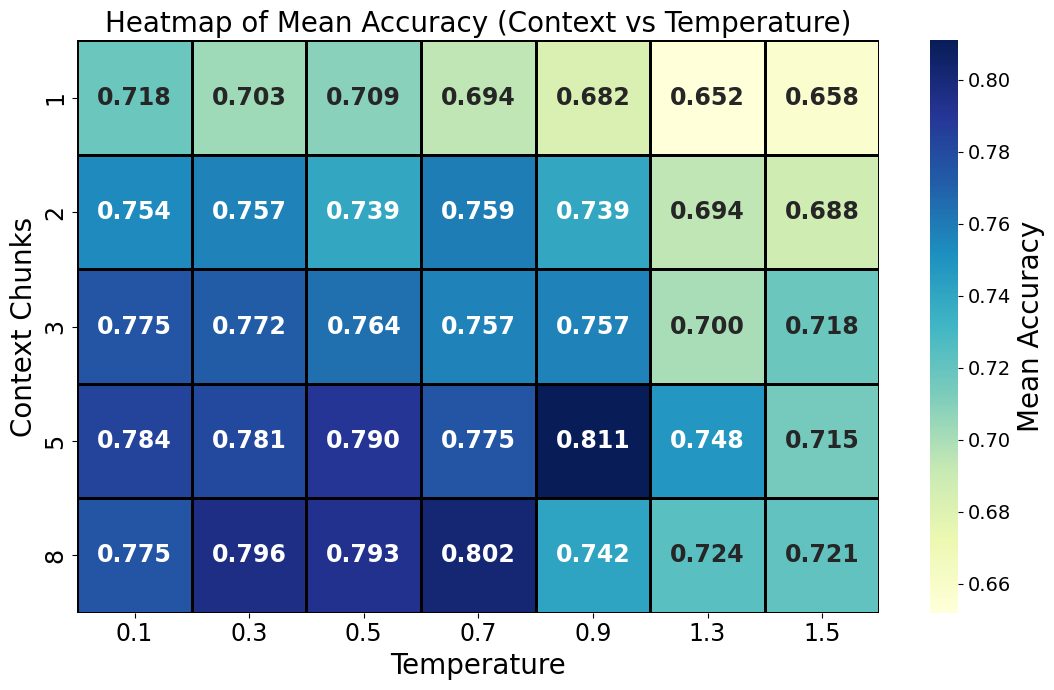 Heatmap of Mean Accuracy (Context vs Temperature)
Context Chunks
1
0.718 0.703 0.709 0.694 0.682 0.652 0.658
2
0.754 0.757 0.739 0.759 0.739 0.694 0.688
3
0.775 0.772 0.764 0.757 0.757 0.700 0.718
5
0.784 0.781 0.790 0.775 0.811 0.748 0.715
8
0.775 0.796 0.793 0.802 0.742 0.724 0.721
0.1 0.3 0.5 0.7 0.9 1.3 1.5
Temperature
0.80
0.78
0.76
0.74
0.72
0.70
0.68
0.66
Mean Accuracy